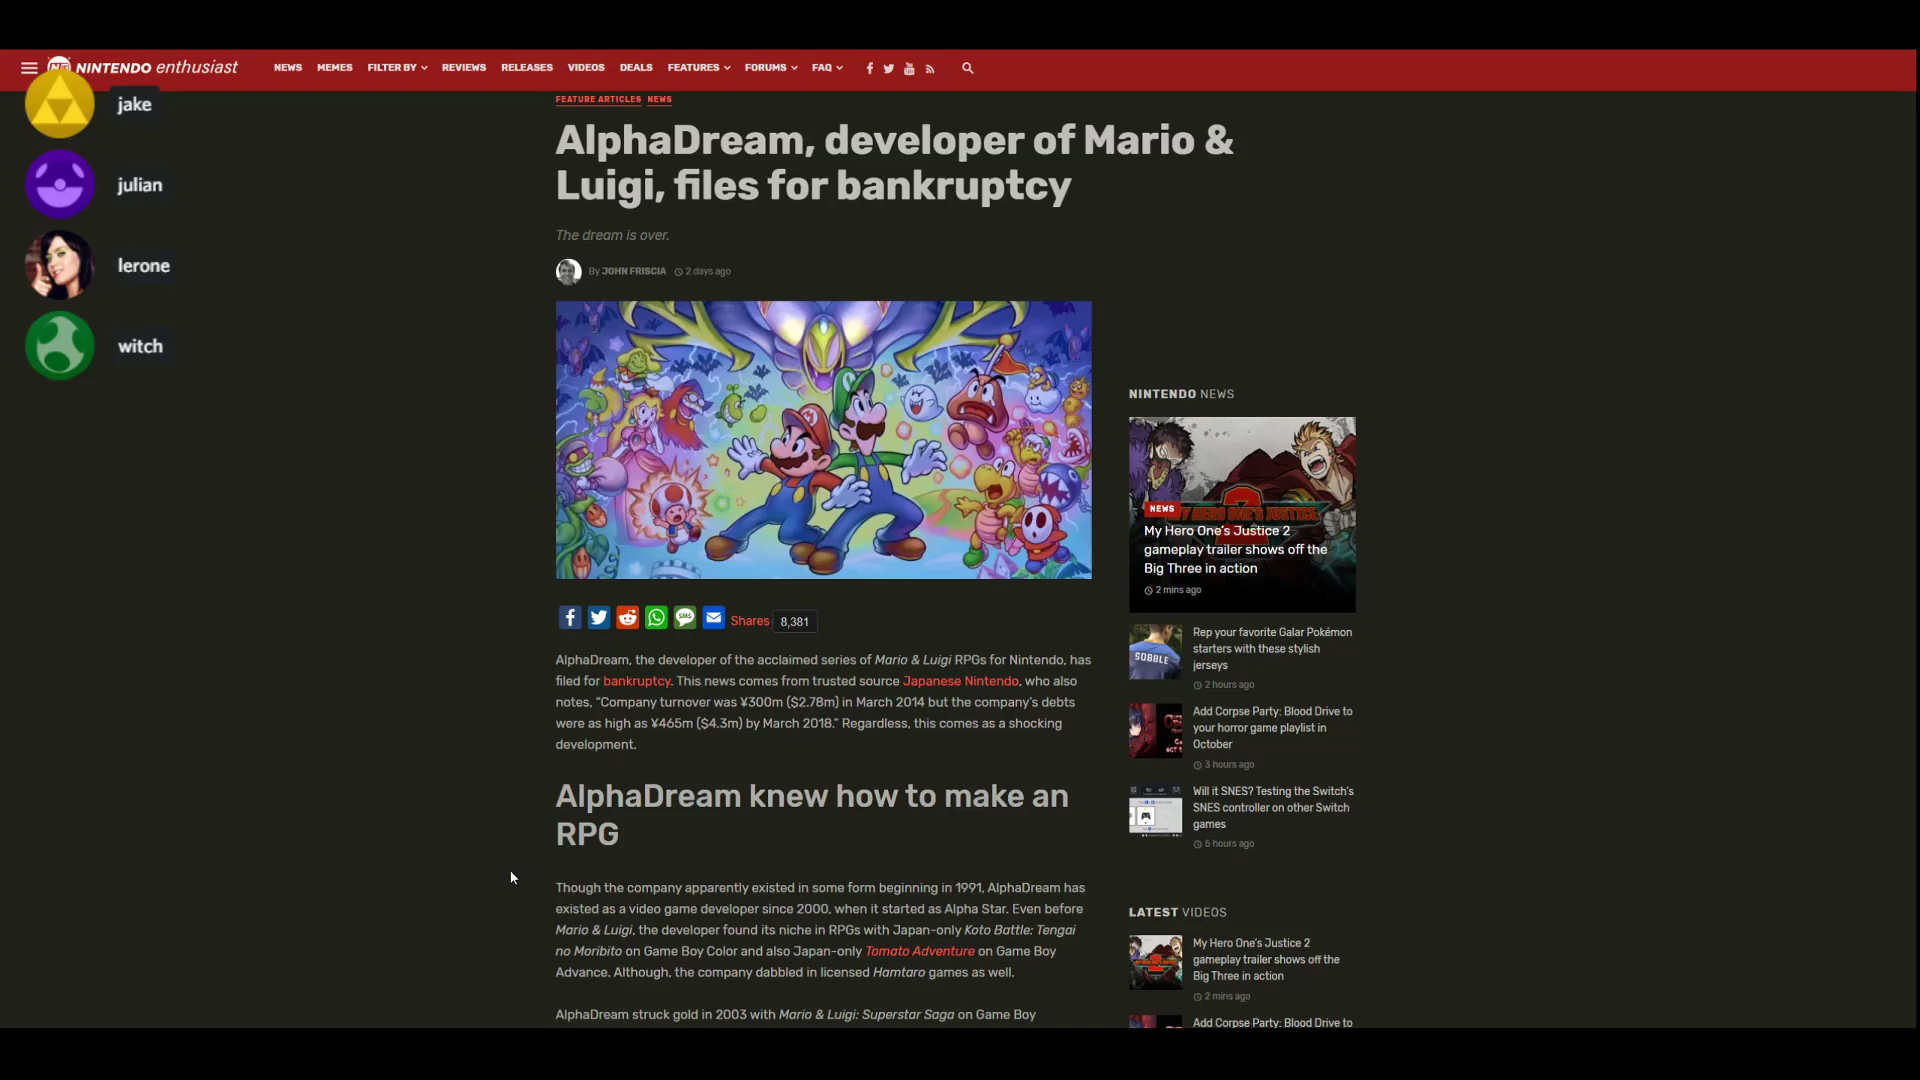 NINTENDO enthusiast
NEWS MEMES FILTER BY REVIEWS RELEASES VIDEOS DEALS FEATURES FORUMS FAQ
jake
julian
lerone
witch
FEATURE ARTICLES NEWS
AlphaDream, developer of Mario &
Luigi, files for bankruptcy
The dream is over.
By JOHN FRISCIA 2 days ago
Shares 8,381
AlphaDream, the developer of the acclaimed series of Mario & Luigi RPGs for Nintendo, has
filed for bankruptcy. This news comes from trusted source Japanese Nintendo, who also
notes, “Company turnover was ¥300m ($2.78m) in March 2014 but the company’s debts
were as high as ¥465m ($4.3m) by March 2018.” Regardless, this comes as a shocking
development.
AlphaDream knew how to make an
RPG
Though the company apparently existed in some form beginning in 1991, AlphaDream has
existed as a video game developer since 2000, when it started as Alpha Star. Even before
Mario & Luigi, the developer found its niche in RPGs with Japan-only Koto Battle: Tengai
no Moribito on Game Boy Color and also Japan-only Tomato Adventure on Game Boy
Advance. Although, the company dabbled in licensed Hamtaro games as well.
AlphaDream struck gold in 2003 with Mario & Luigi: Superstar Saga on Game Boy
NINTENDO NEWS
MY HERO ONE'S JUSTICE
2
NEWS
My Hero One’s Justice 2
gameplay trailer shows off the
Big Three in action
2 mins ago
SOBBLE
Rep your favorite Galar Pokémon
starters with these stylish
jerseys
2 hours ago
Add Corpse Party: Blood Drive to
your horror game playlist in
October
3 hours ago
Will it SNES? Testing the Switch’s
SNES controller on other Switch
games
5 hours ago
LATEST VIDEOS
My Hero One’s Justice 2
gameplay trailer shows off the
Big Three in action
2 mins ago
Add Corpse Party: Blood Drive to